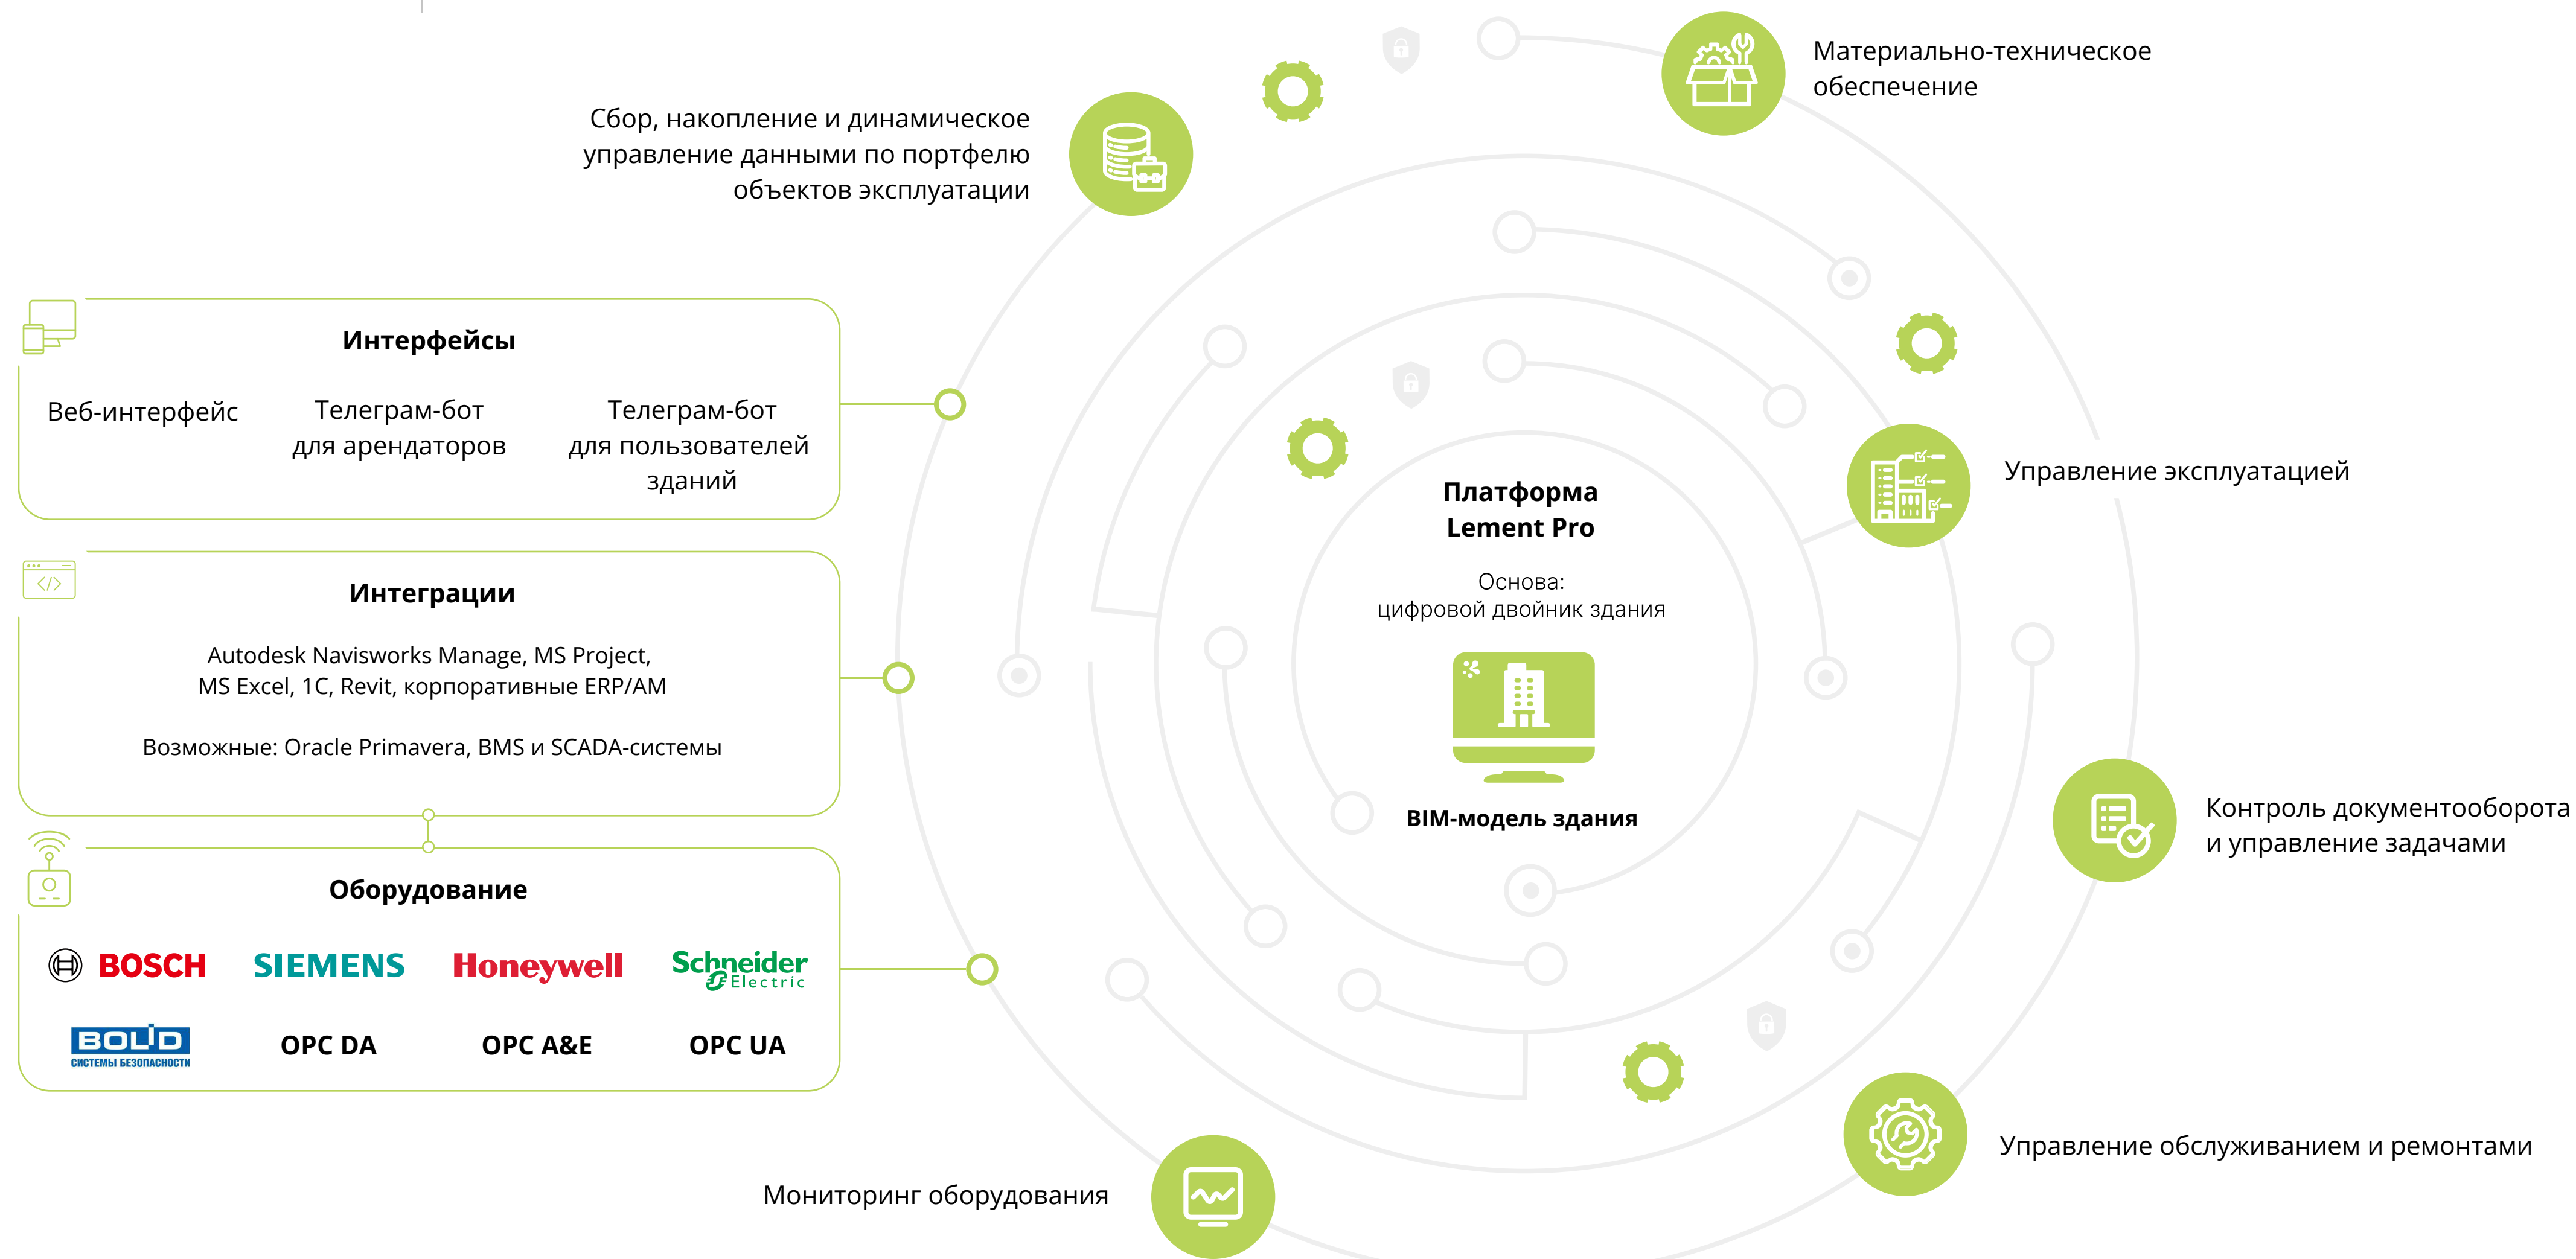 Материально-техническое
обеспечение
Сбор, накопление и динамическое
управление данными по портфелю
объектов эксплуатации
Интерфейсы
Веб-интерфейс
Телеграм-бот
для арендаторов
Телеграм-бот
для пользователей
зданий
Интеграции
Autodesk Navisworks Manage, MS Project,
MS Excel, 1C, Revit, корпоративные ERP/AM
Возможные: Oracle Primavera, BMS и SCADA-системы
Оборудование
BOSCH
SIEMENS
Honeywell
Schneider
Electric
BOLID
СИСТЕМЫ БЕЗОПАСНОСТИ
OPC DA
OPC A&E
OPC UA
Платформа
Lement Pro
Основа:
цифровой двойник здания
BIM-модель здания
Управление эксплуатацией
Контроль документооборота
и управление задачами
Управление обслуживанием и ремонтами
Мониторинг оборудования